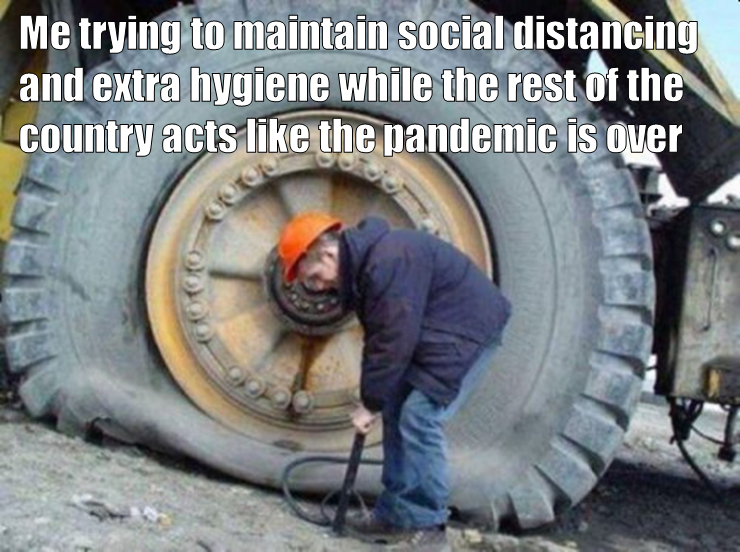 Me trying to maintain social distancing
and extra hygiene while the rest of the
country acts like the pandemic is over